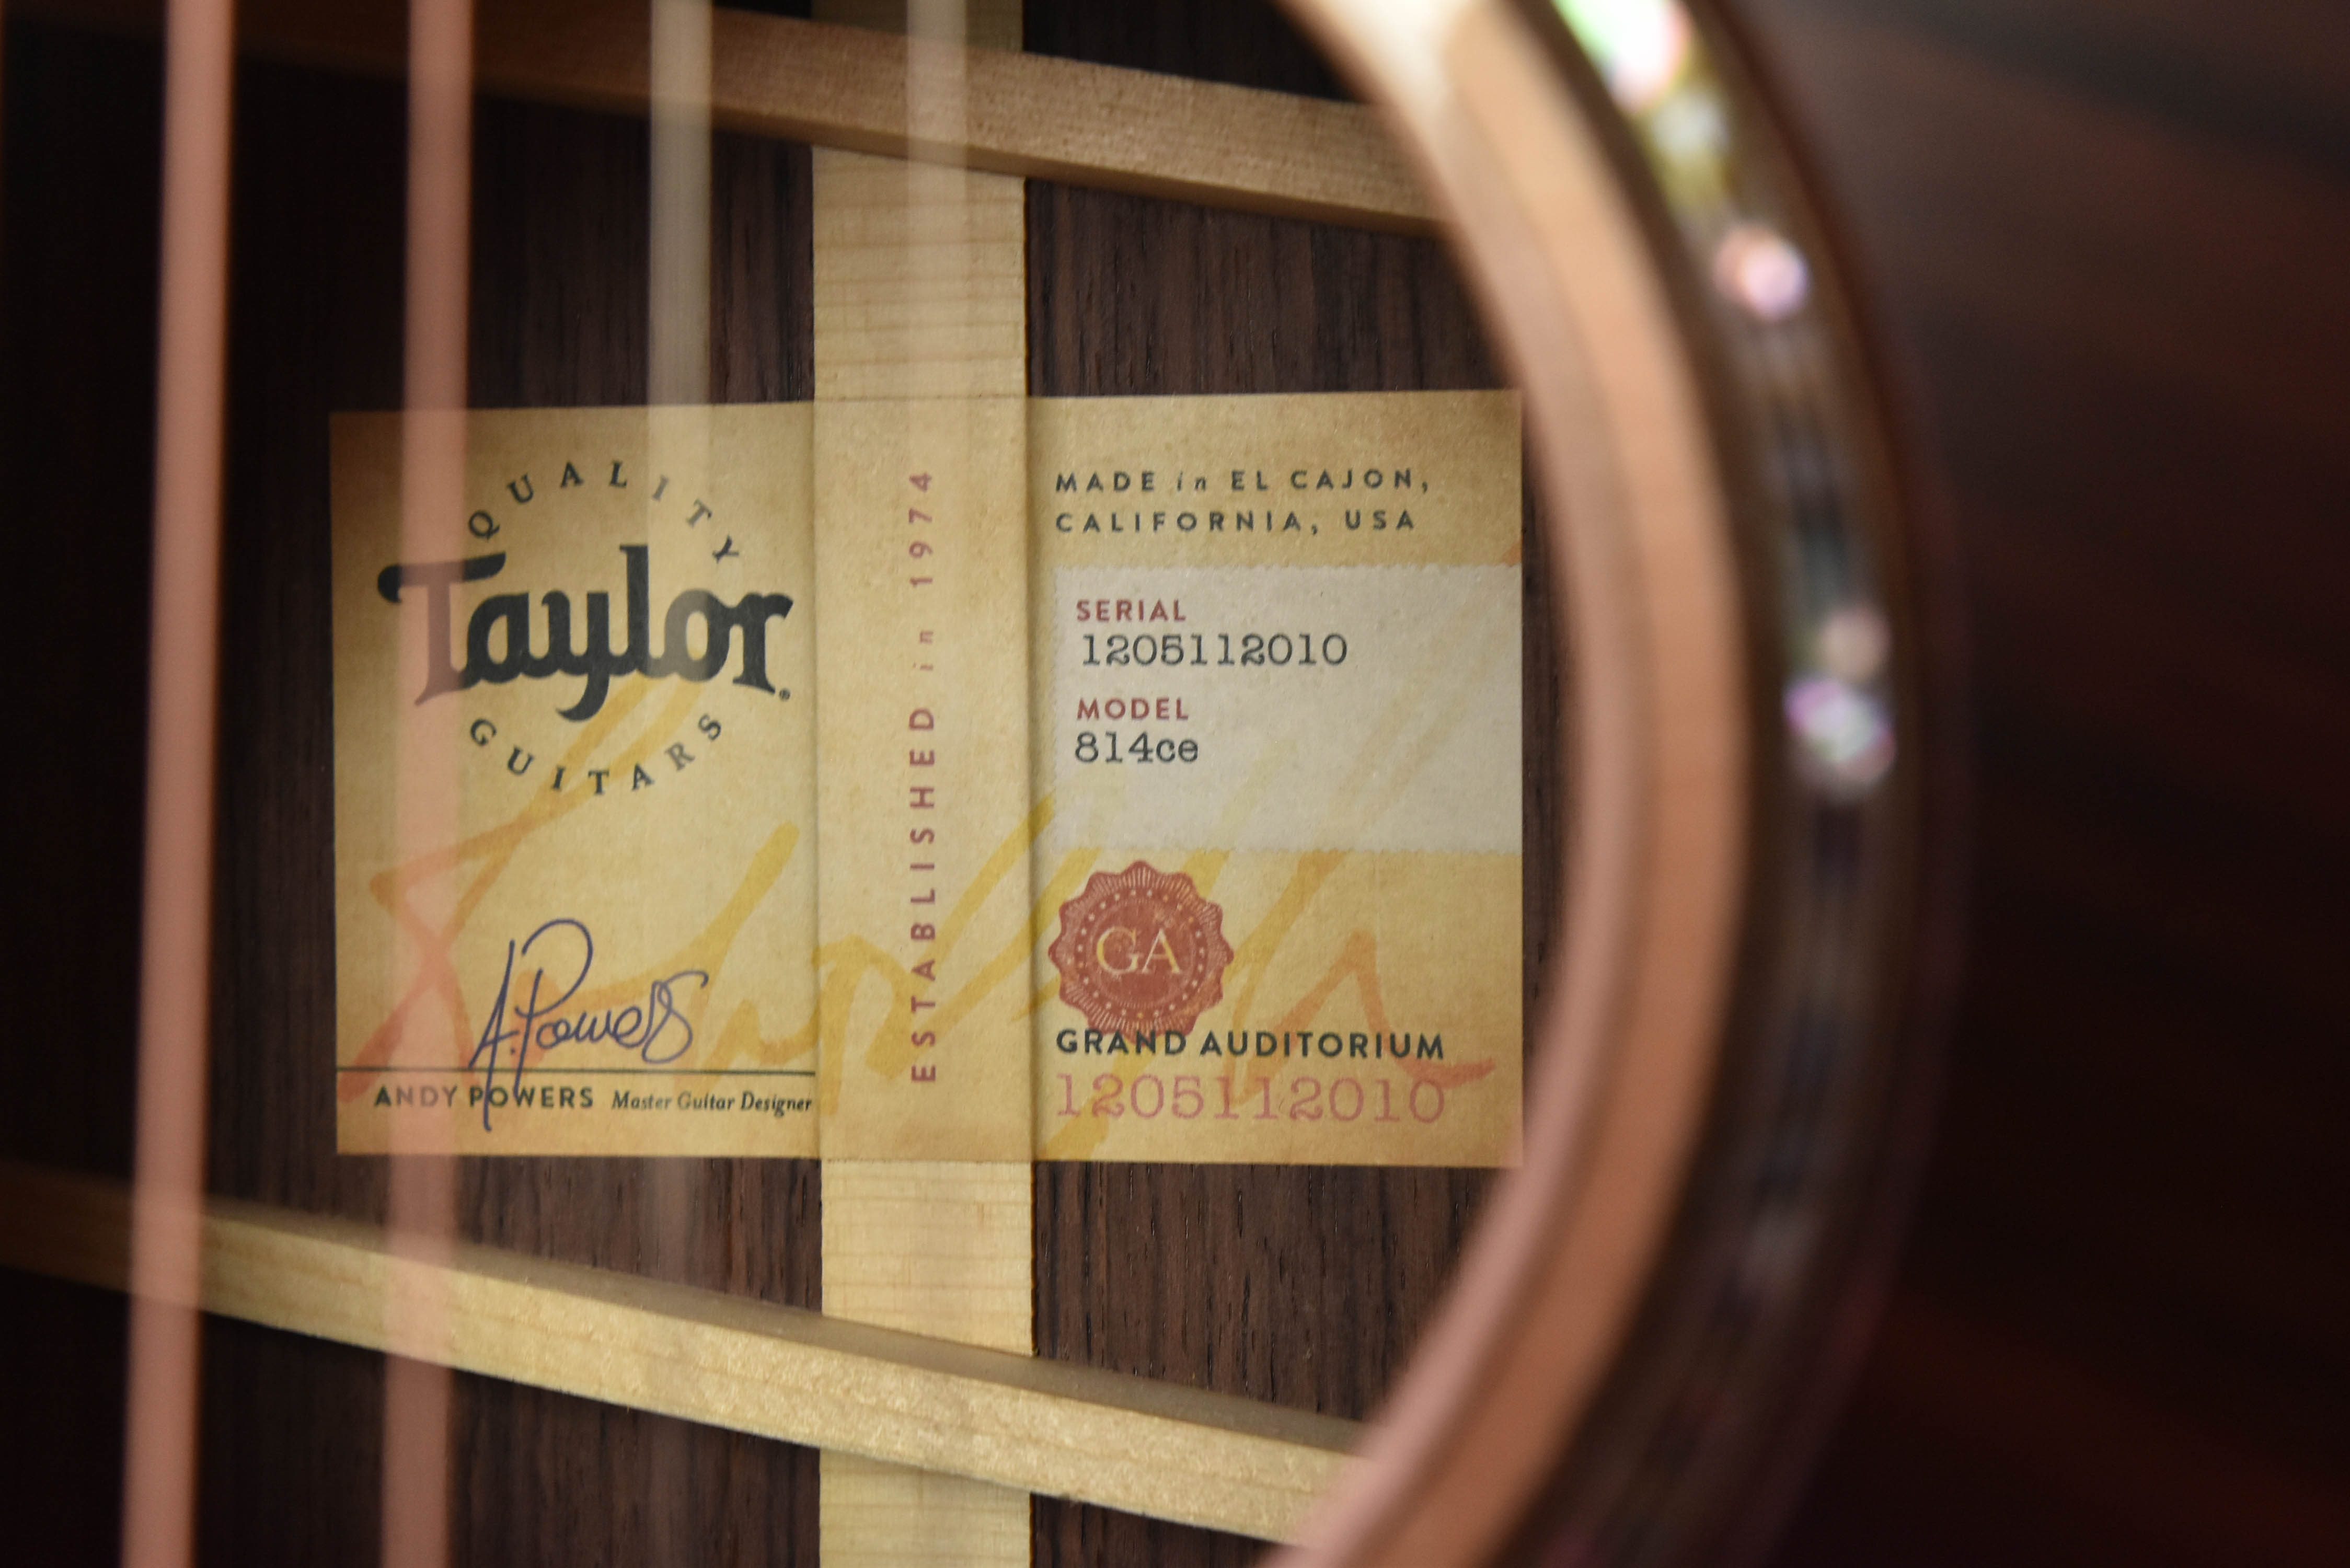 QUALITY
Taylor®
GUITARS
A.Powers
ANDY POWERS Master Guitar Designer
ESTABLISHED in 1974
MADE in EL CAJON,
CALIFORNIA, USA
SERIAL
1205112010
MODEL
814ce
GA
GRAND AUDITORIUM
1205112010